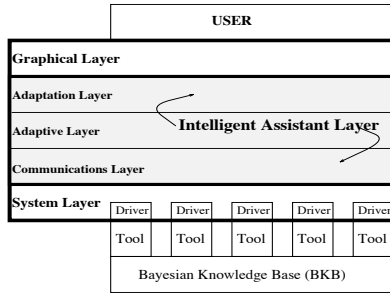 USER
Graphical Layer
Adaptation Layer
Adaptive Layer
Intelligent Assistant Layer
Communications Layer
System Layer
Driver Driver Driver Driver Driver
Tool Tool Tool Tool Tool
Bayesian Knowledge Base (BKB)